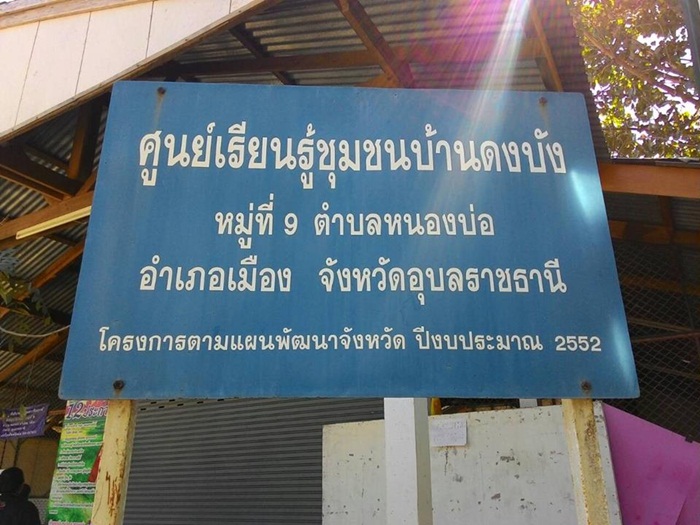 ศูนย์เรียนรู้ชุมชนบ้านดงบัง
หมู่ที่ 9 ตำบลหนองบ่อ
อำเภอเมือง จังหวัดอุบลราชธานี
โครงการตามแผนพัฒนาจังหวัด ปีงบประมาณ 2552